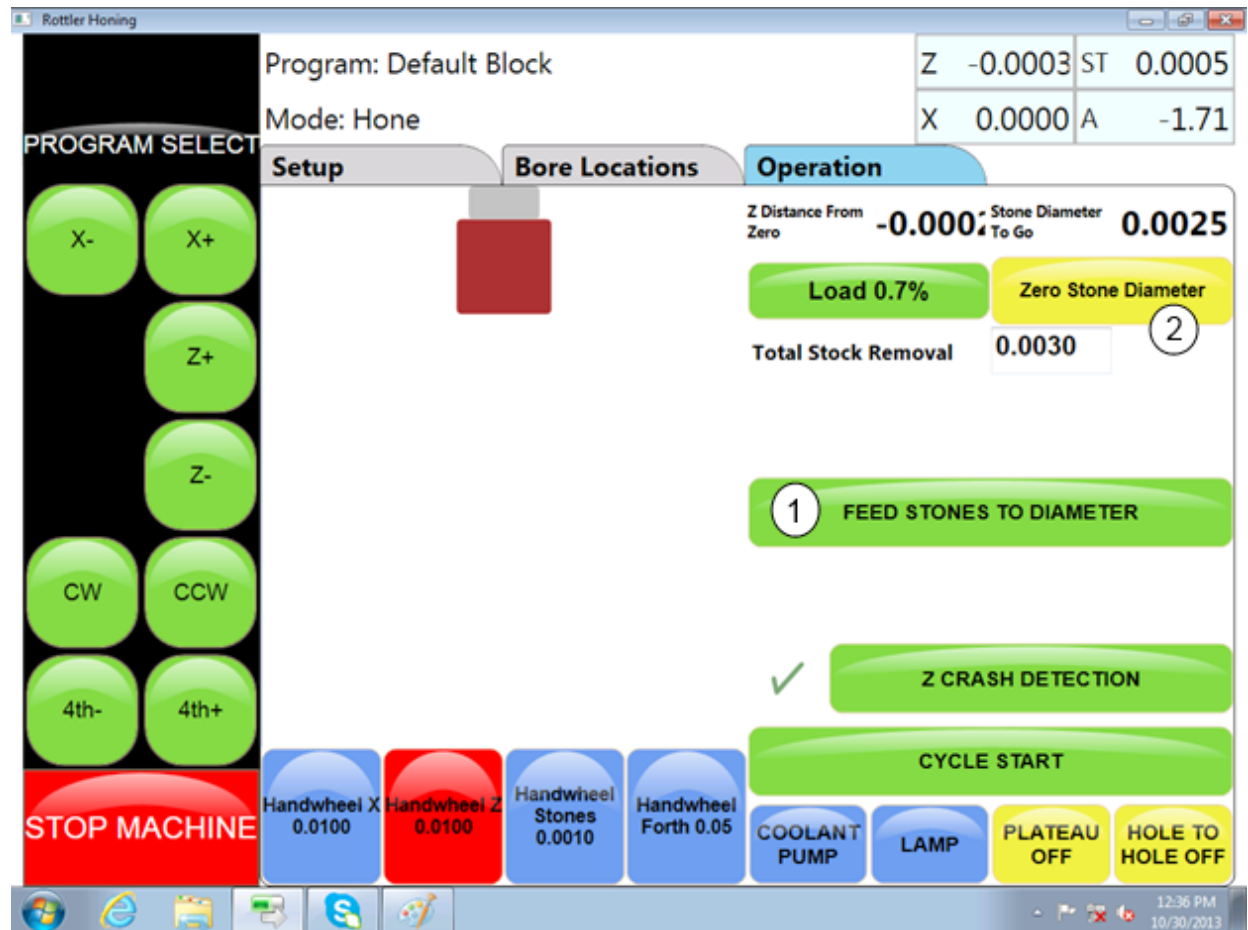 Rottler Honing
Program: Default Block
Z -0.0003 ST 0.0005
Mode: Hone
X 0.0000 A -1.71
PROGRAM SELECT
Setup
Bore Locations
Operation
X-
X+
Z+
Z-
CW
CCW
4th-
4th+
STOP MACHINE
Z Distance From
Zero
-0.000
Stone Diameter
To Go
0.0025
Load 0.7%
Zero Stone Diameter
2
Total Stock Removal
0.0030
1
FEED STONES TO DIAMETER
✓
Z CRASH DETECTION
CYCLE START
Handwheel X
0.0100
Handwheel Z
0.0100
Handwheel
Stones
0.0010
Handwheel
Forth 0.05
COOLANT
PUMP
LAMP
PLATEAU
OFF
HOLE TO
HOLE OFF
12:36 PM
10/30/2013